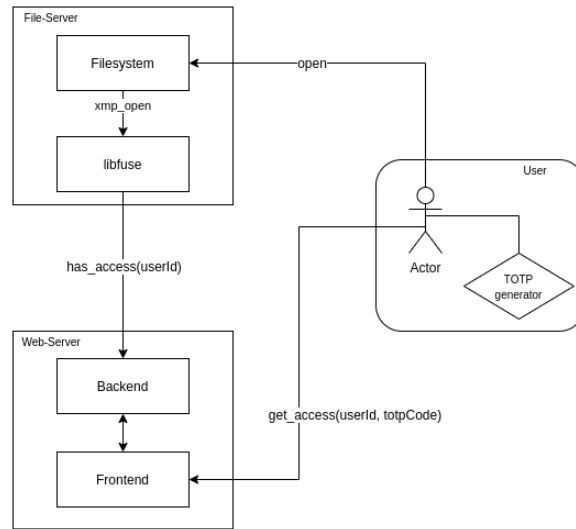 File-Server
Filesystem
open
xmp_open
libfuse
User
Actor
TOTP
generator
has_access(userId)
Web-Server
Backend
get_access(userId, totpCode)
Frontend